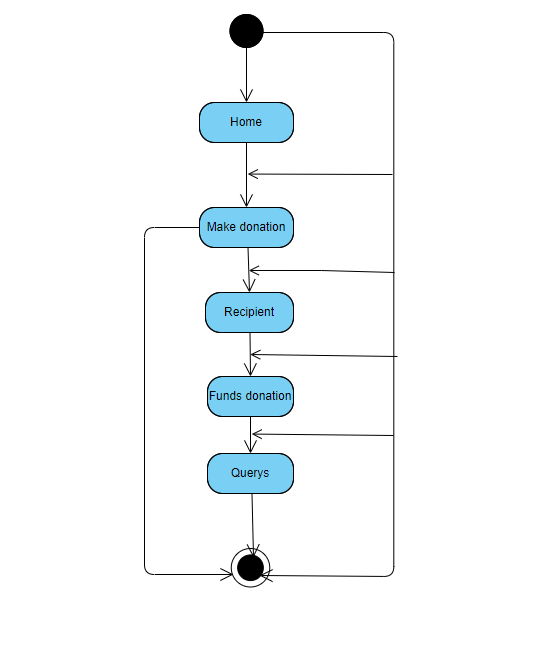 Home
Make donation
Recipient
Funds donation
Querys